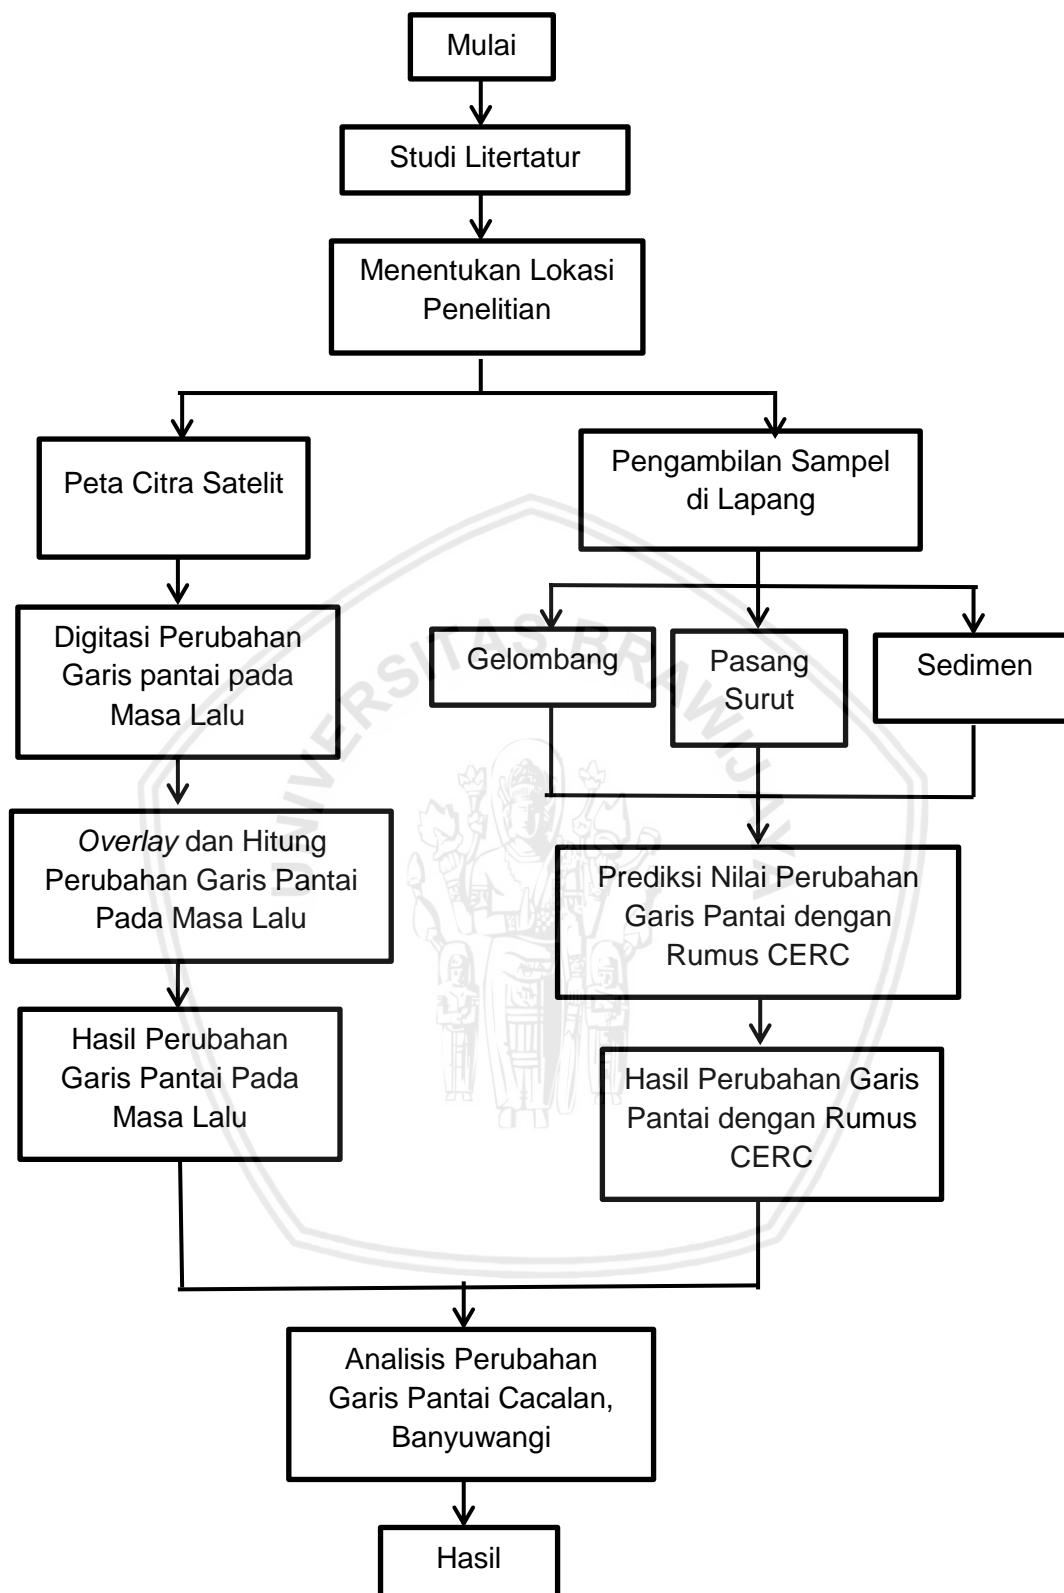 Mulai
Studi Litertatur
Menentukan Lokasi
Penelitian
Peta Citra Satelit
Pengambilan Sampel
di Lapang
Digitasi Perubahan
Garis pantai pada
Masa Lalu
Gelombang
Pasang
Surut
Sedimen
Overlay dan Hitung
Perubahan Garis Pantai
Pada Masa Lalu
Prediksi Nilai Perubahan
Garis Pantai dengan
Rumus CERC
Hasil Perubahan
Garis Pantai Pada
Masa Lalu
Hasil Perubahan Garis
Pantai dengan Rumus
CERC
Analisis Perubahan
Garis Pantai Cacalan,
Banyuwangi
Hasil
UNIVERSITAS BRAWIJAYA